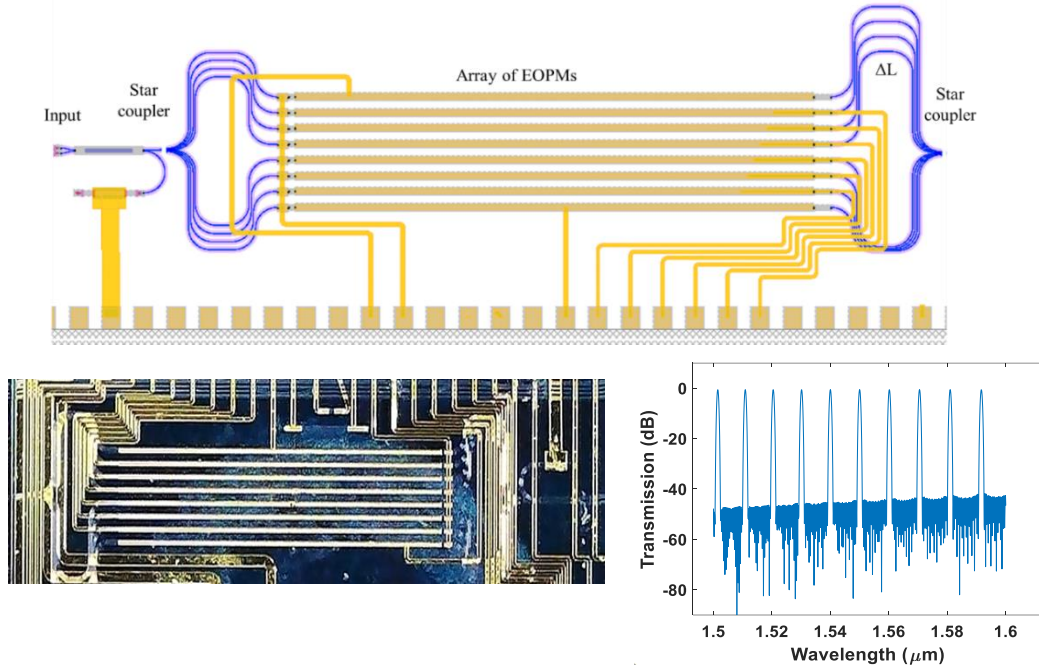 Array of EOPMs
ΔL
Star
coupler
Star
coupler
Input
0
-20
-40
-60
-80
Transmission (dB)
1.5
1.52
1.54
1.56
1.58
1.6
Wavelength (μm)